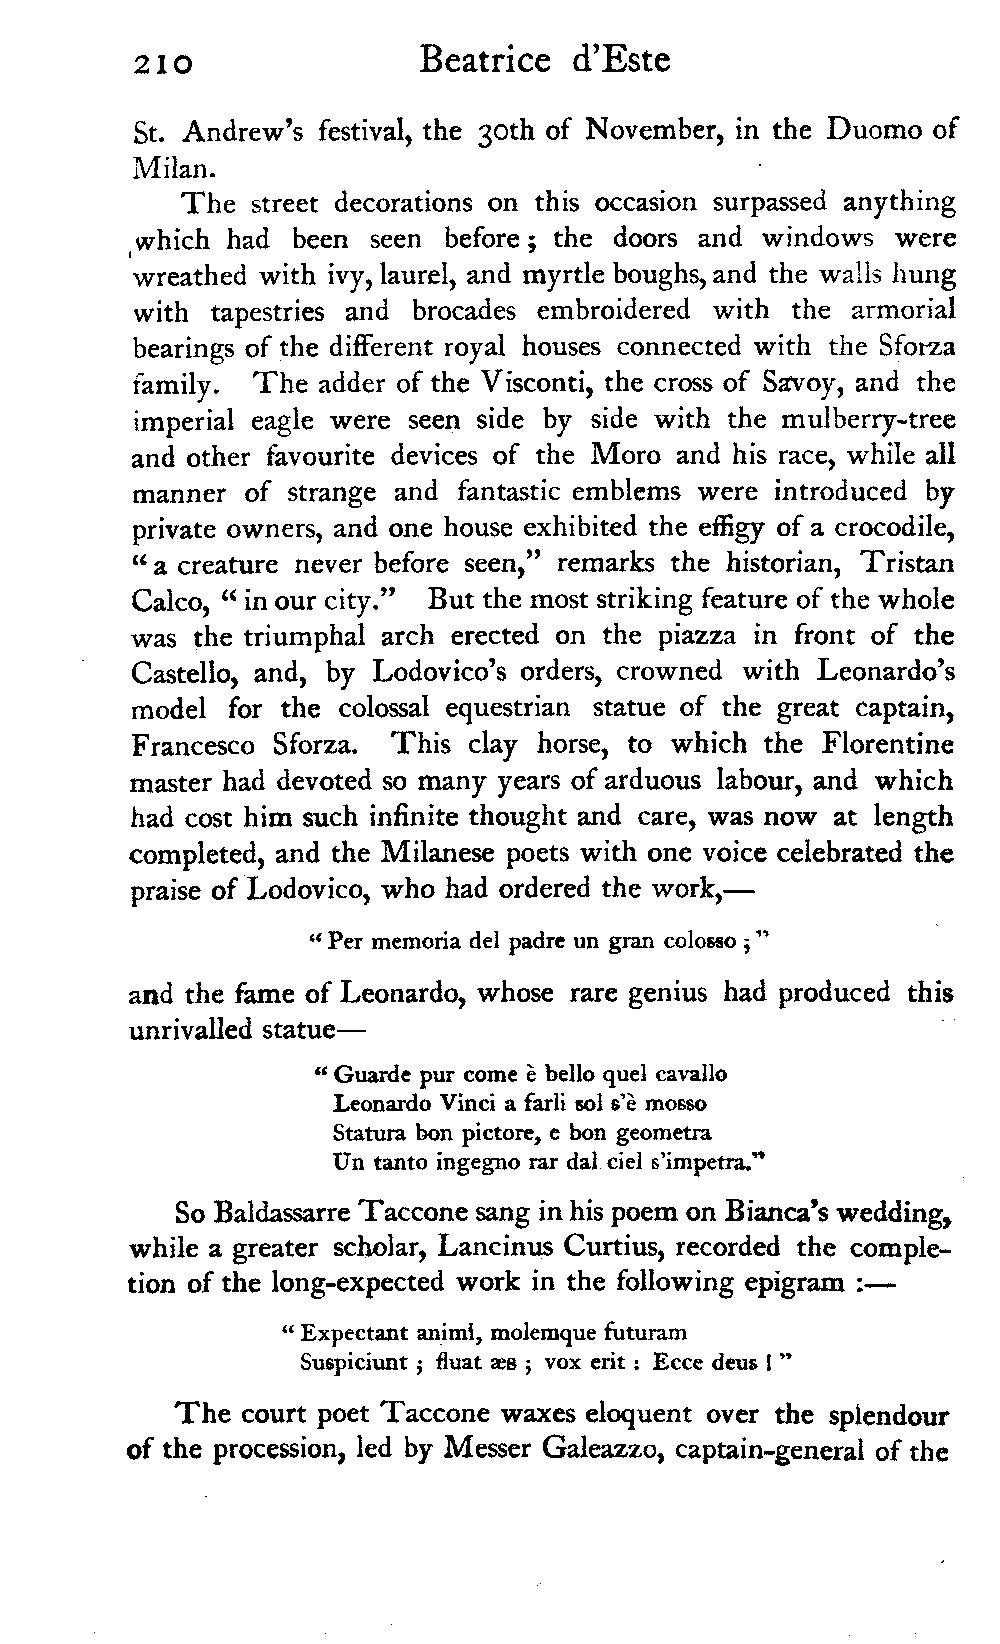 210 Beatrice d'Este
St. Andrew's festival, the 30th of November, in the Duomo of
Milan.
The street decorations on this occasion surpassed anything
which had been seen before; the doors and windows were
wreathed with ivy, laurel, and myrtle boughs, and the walls hung
with tapestries and brocades embroidered with the armorial
bearings of the different royal houses connected with the Sforza
family. The adder of the Visconti, the cross of Savoy, and the
imperial eagle were seen side by side with the mulberry-tree
and other favourite devices of the Moro and his race, while all
manner of strange and fantastic emblems were introduced by
private owners, and one house exhibited the effigy of a crocodile,
"a creature never before seen," remarks the historian, Tristan
Calco, "in our city." But the most striking feature of the whole
was the triumphal arch erected on the piazza in front of the
Castello, and, by Lodovico's orders, crowned with Leonardo's
model for the colossal equestrian statue of the great captain,
Francesco Sforza. This clay horse, to which the Florentine
master had devoted so many years of arduous labour, and which
had cost him such infinite thought and care, was now at length
completed, and the Milanese poets with one voice celebrated the
praise of Lodovico, who had ordered the work,—
"Per memoria del padre un gran colosso;"
and the fame of Leonardo, whose rare genius had produced this
unrivalled statue—
"Guarde pur come è bello quel cavallo
Leonardo Vinci a farli sol s'è mosso
Statura bon pictore, e bon geometra
Un tanto ingegno rar dal ciel s'impetra."
So Baldassarre Taccone sang in his poem on Bianca's wedding,
while a greater scholar, Lancinus Curtius, recorded the comple-
tion of the long-expected work in the following epigram:—
"Expectant animi, molemque futuram
Suspiciunt; fluat æs; vox erit: Ecce deus!"
The court poet Taccone waxes eloquent over the splendour
of the procession, led by Messer Galeazzo, captain-general of the